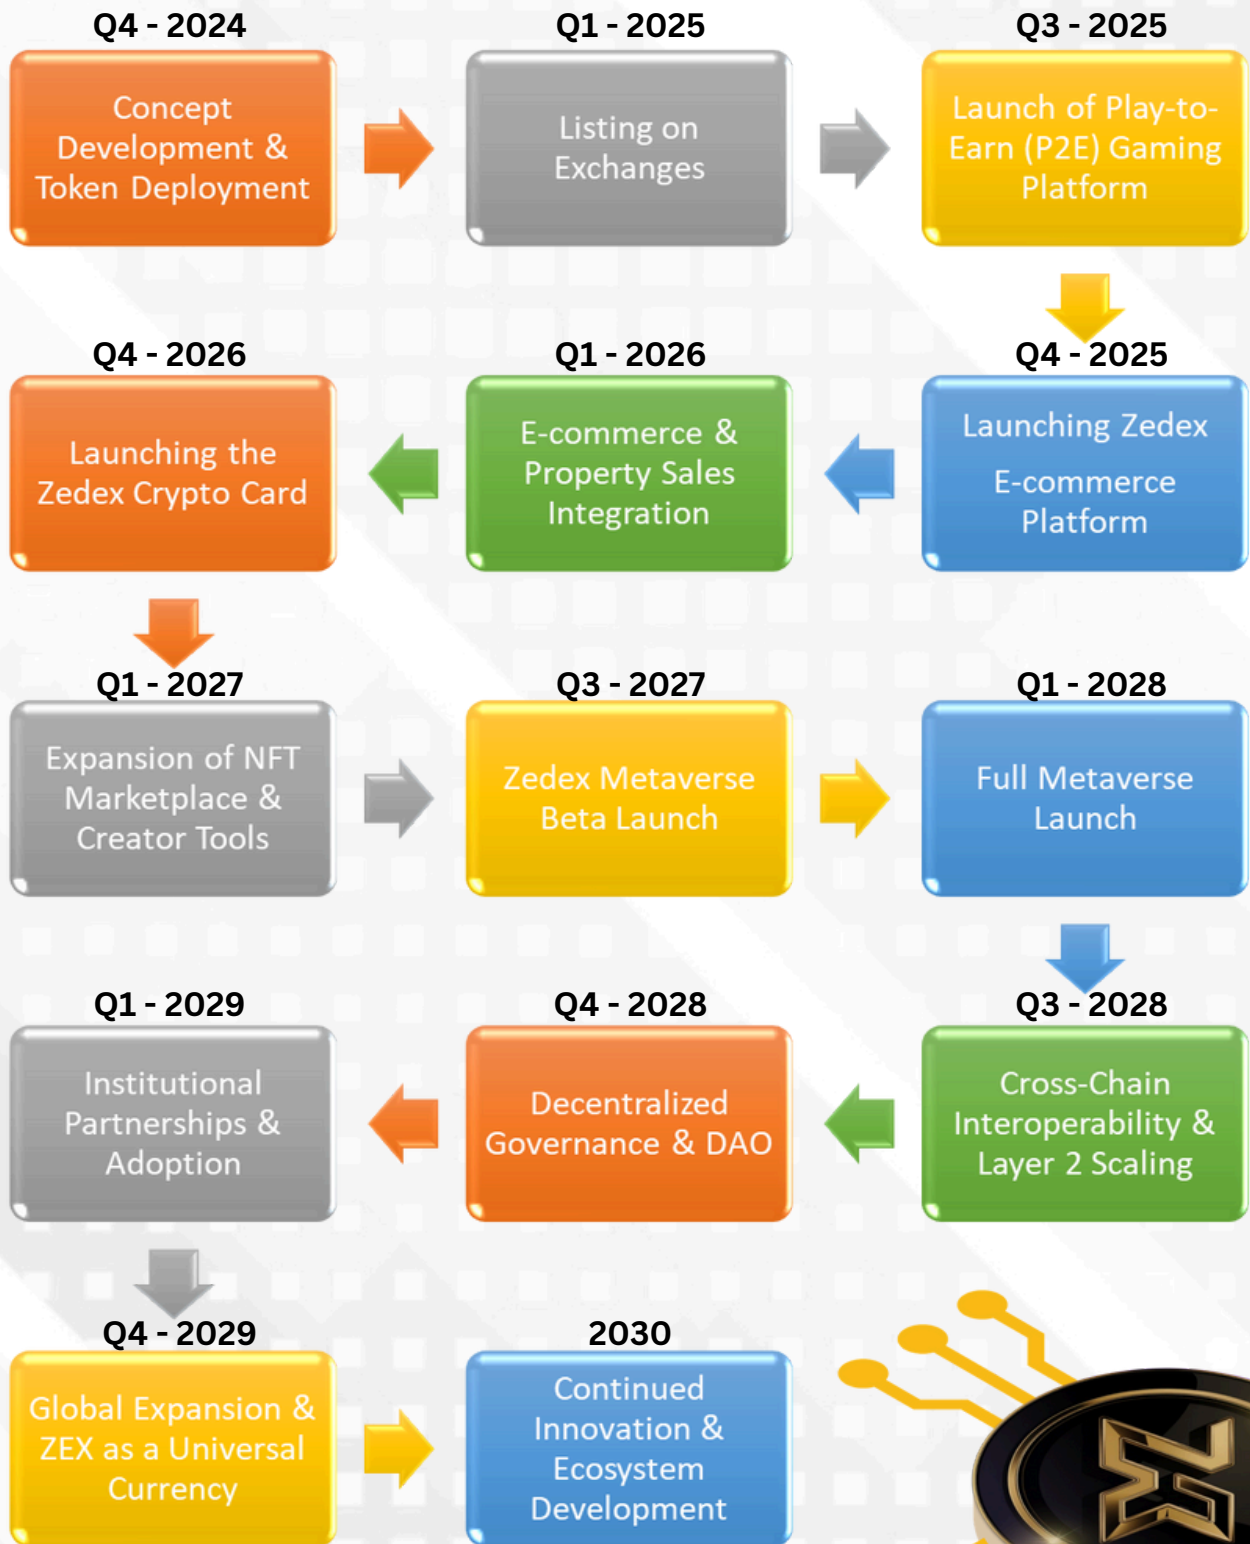 Q4 - 2024
Concept
Development &
Token Deployment
Q1 - 2025
Listing on
Exchanges
Q3 - 2025
Launch of Play-to-
Earn (P2E) Gaming
Platform
Q4 - 2025
Launching Zedex
E-commerce
Platform
Q1 - 2026
E-commerce &
Property Sales
Integration
Q4 - 2026
Launching the
Zedex Crypto Card
Q1 - 2027
Expansion of NFT
Marketplace &
Creator Tools
Q3 - 2027
Zedex Metaverse
Beta Launch
Q1 - 2028
Full Metaverse
Launch
Q3 - 2028
Cross-Chain
Interoperability &
Layer 2 Scaling
Q4 - 2028
Decentralized
Governance & DAO
Q1 - 2029
Institutional
Partnerships &
Adoption
Q4 - 2029
Global Expansion &
ZEX as a Universal
Currency
2030
Continued
Innovation &
Ecosystem
Development